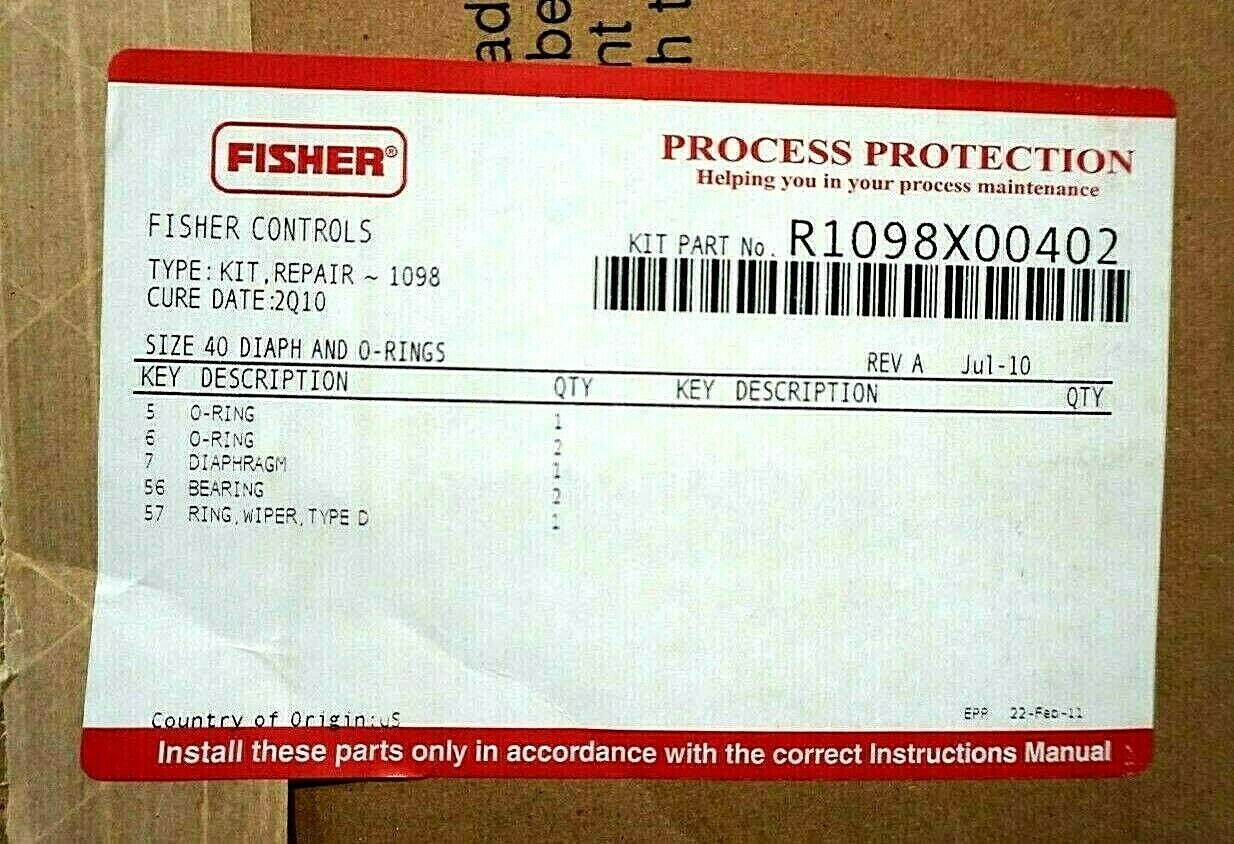 ad
be
nt
h t
FISHER®
PROCESS PROTECTION
Helping you in your process maintenance
FISHER CONTROLS
KIT PART No. R1098X00402
TYPE: KIT, REPAIR ~ 1098
CURE DATE:2Q10
SIZE 40 DIAPH AND O-RINGS
REV A Jul-10
KEY DESCRIPTION QTY KEY DESCRIPTION QTY
5 O-RING 1
6 O-RING 2
7 DIAPHRAGM 1
56 BEARING 2
57 RING, WIPER, TYPE D 1
Country of Origin:US
EPP 22-Feb-11
Install these parts only in accordance with the correct Instructions Manual